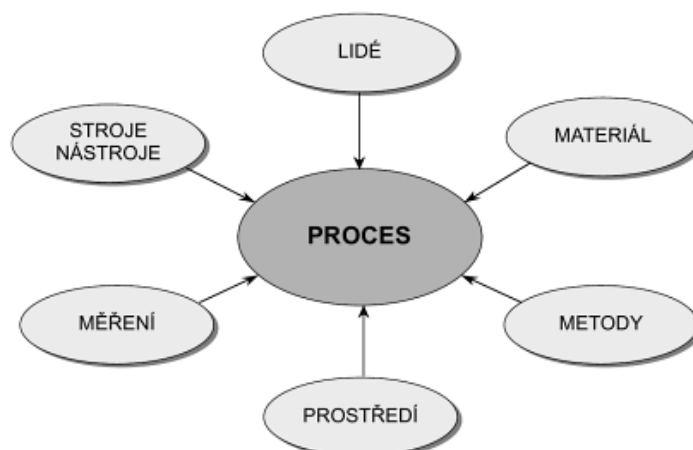 LIDÉ
STROJE
NÁSTROJE
MATERIÁL
PROCES
MĚŘENÍ
METODY
PROSTŘEDÍ